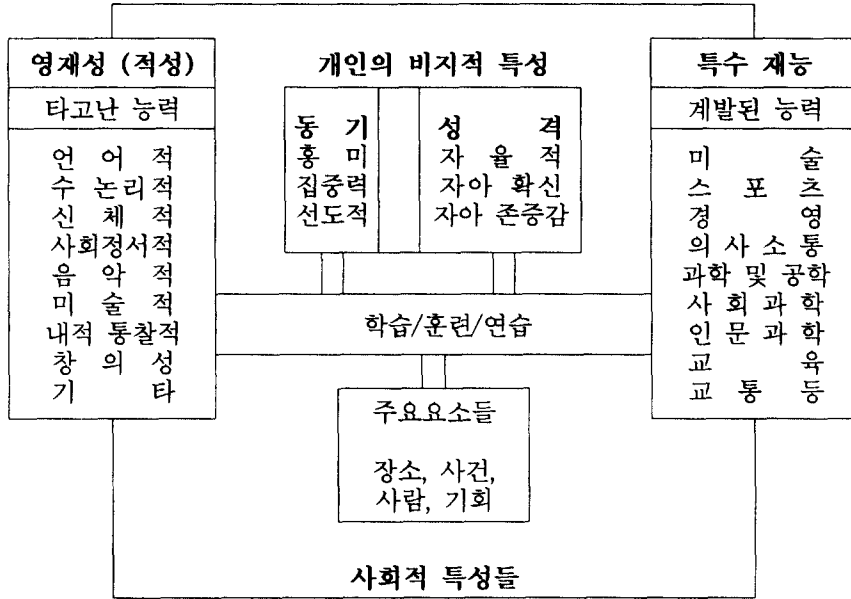 영재성 (적성)
타고난 능력
언 어 적
수 논리적
신 체 적
사회정서적
음 악 적
미 술 적
내적 통찰적
창 의 성
기 타
개인의 비지적 특성
동 기
흥 미
집중력
선도적
성 격
자 율 적
자아 확신
자아 존중감
학습/훈련/연습
주요요소들
장소, 사건,
사람, 기회
사회적 특성들
특수 재능
계발된 능력
미 술
스 포 츠
경 영
의 사 소 통
과학 및 공학
사 회 과 학
인 문 과 학
교 육
교 통 등